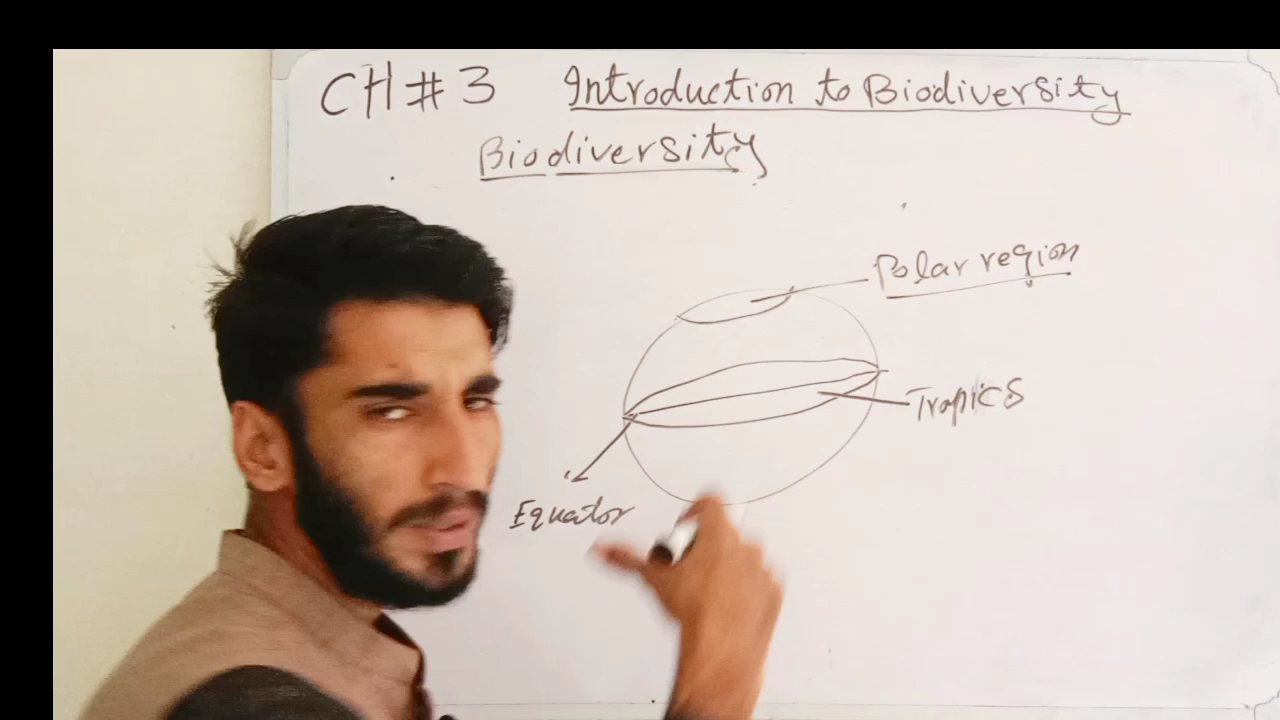 CH # 3 Introduction to Biodiversity
Biodiversity
Polar region
Tropics
Equator